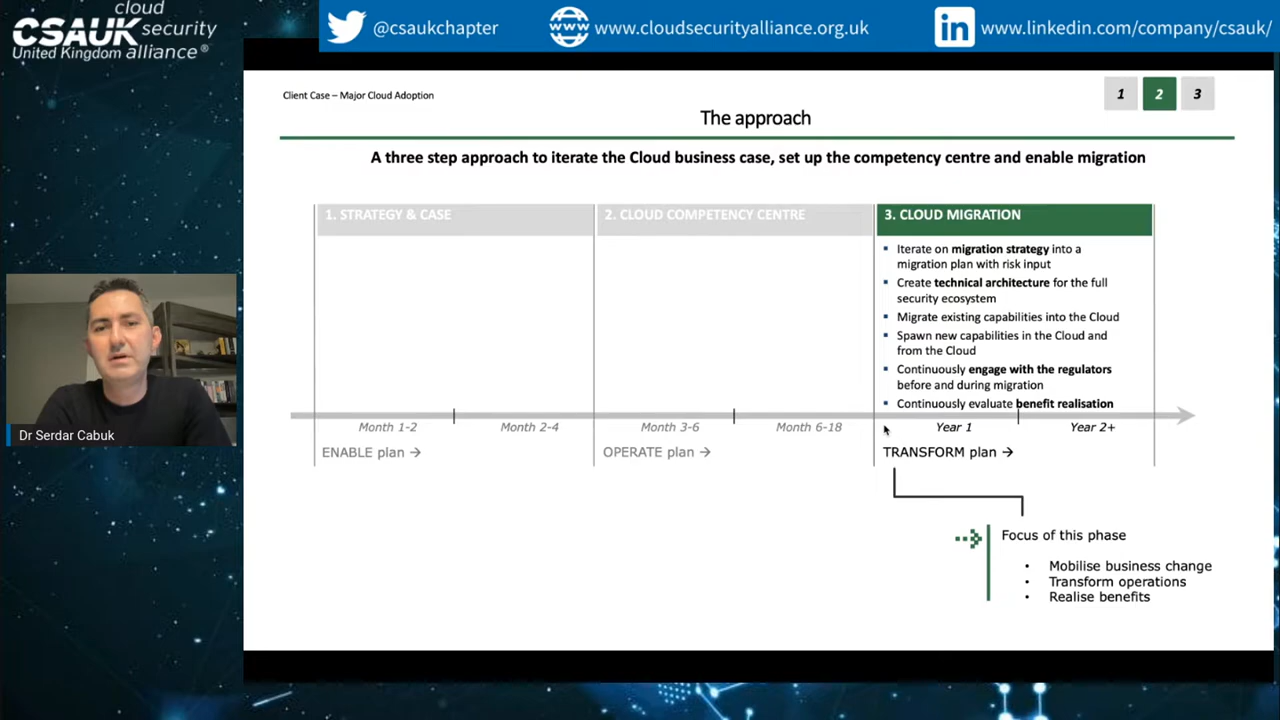 cloud
CSAUK security
United Kingdom alliance®
@csaukchapter
www.cloudsecurityalliance.org.uk
in www.linkedin.com/company/csauk/
Client Case – Major Cloud Adoption
1 2 3
The approach
A three step approach to iterate the Cloud business case, set up the competency centre and enable migration
1. STRATEGY & CASE
2. CLOUD COMPETENCY CENTRE
3. CLOUD MIGRATION
▪ Iterate on migration strategy into a
migration plan with risk input
▪ Create technical architecture for the full
security ecosystem
▪ Migrate existing capabilities into the Cloud
▪ Spawn new capabilities in the Cloud and
from the Cloud
▪ Continuously engage with the regulators
before and during migration
▪ Continuously evaluate benefit realisation
Month 1-2
Month 2-4
Month 3-6
Month 6-18
Year 1
Year 2+
ENABLE plan →
OPERATE plan →
TRANSFORM plan →
Focus of this phase
• Mobilise business change
• Transform operations
• Realise benefits
Dr Serdar Cabuk